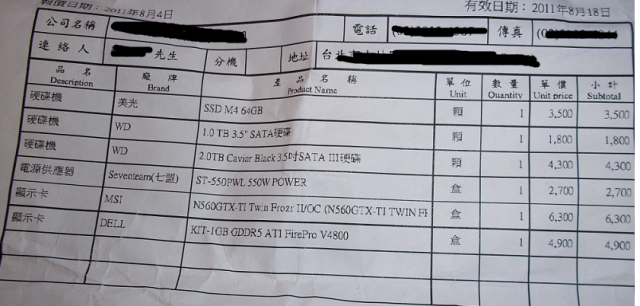 報價日期：2011年8月4日 有效日期：2011年8月18日
公司名稱 電話 傳真
連絡人 先生 分機 地址 台北市
品名 廠牌 產品名稱 單位 數量 單價 小計
Description Brand Product Name Unit Quantity Unit price Subtotal
硬碟機 美光 SSD M4 64GB 顆 1 3,500 3,500
硬碟機 WD 1.0 TB 3.5" SATA硬碟 顆 1 1,800 1,800
硬碟機 WD 2.0TB Caviar Black 3.5吋SATA III硬碟 顆 1 4,300 4,300
電源供應器 Seventeam(七盟) ST-550PWL 550W POWER 盒 1 2,700 2,700
顯示卡 MSI N560GTX-TI Twin Frozr II/OC (N560GTX-TI TWIN FR 盒 1 6,300 6,300
顯示卡 DELL KIT-1GB GDDR5 ATI FirePro V4800 盒 1 4,900 4,900